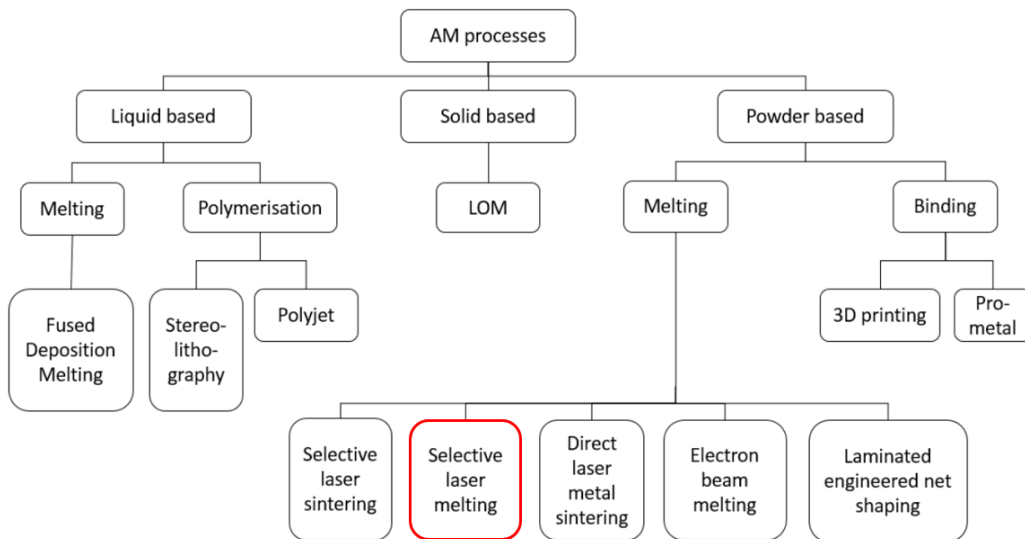 AM processes
Liquid based
Solid based
Powder based
Melting
Polymerisation
LOM
Melting
Binding
Fused
Deposition
Melting
Stereo-
litho-
graphy
Polyjet
3D printing
Pro-
metal
Selective
laser
sintering
Selective
laser
melting
Direct
laser
metal
sintering
Electron
beam
melting
Laminated
engineered net
shaping